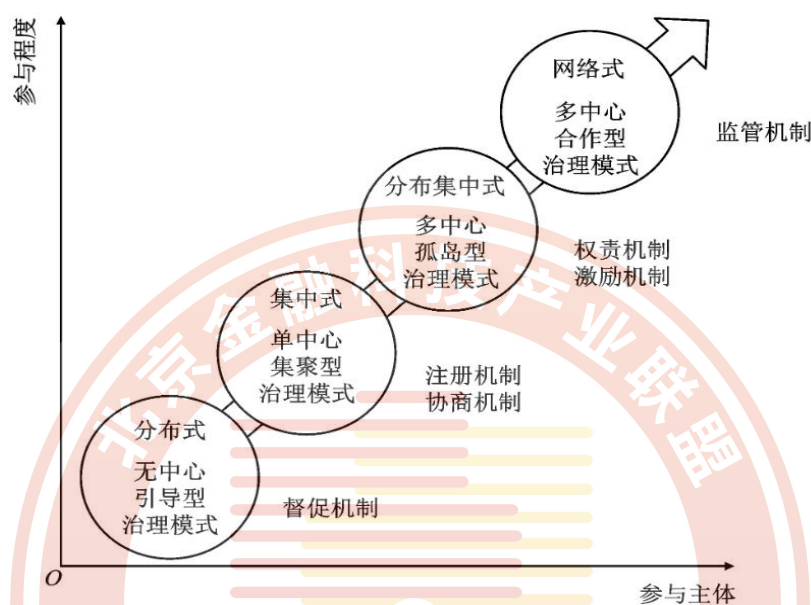 参与程度
网络式
多中心
合作型
治理模式
监管机制
分布集中式
多中心
孤岛型
治理模式
权责机制
激励机制
集中式
单中心
集聚型
治理模式
注册机制
协商机制
分布式
无中心
引导型
治理模式
督促机制
O
参与主体
北京金融科技产业联盟